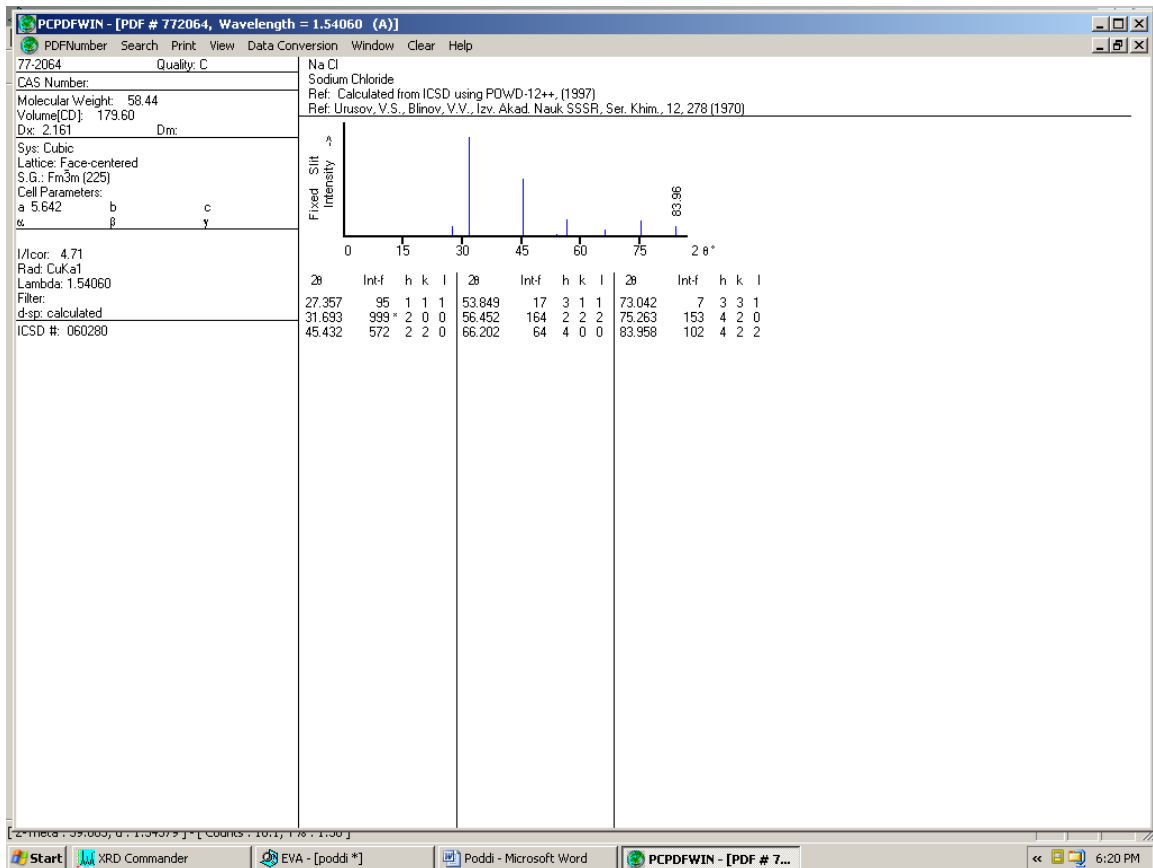 PCPDFWIN - [PDF # 772064, Wavelength = 1.54060 (A)]
PDFNumber Search Print View Data Conversion Window Clear Help
77-2064 Quality: C
CAS Number:
Molecular Weight: 58.44
Volume[CD]: 179.60
Dx: 2.161 Dm:
Sys: Cubic
Lattice: Face-centered
S.G.: Fm3̅m (225)
Cell Parameters:
a 5.642 b c
α β γ
I/Icor: 4.71
Rad: CuKa1
Lambda: 1.54060
Filter:
d-sp: calculated
ICSD #: 060280
Na Cl
Sodium Chloride
Ref: Calculated from ICSD using POWD-12++, (1997)
Ref: Urusov, V.S., Blinov, V.V., Izv. Akad. Nauk SSSR, Ser. Khim., 12, 278 (1970)
Fixed Slit
Intensity ->
83.96
0 15 30 45 60 75 2 θ°
2θ Int-f h k l 2θ Int-f h k l 2θ Int-f h k l
27.357 95 1 1 1 53.849 17 3 1 1 73.042 7 3 3 1
31.693 999 * 2 0 0 56.452 164 2 2 2 75.263 153 4 2 0
45.432 572 2 2 0 66.202 64 4 0 0 83.958 102 4 2 2
Start XRD Commander EVA - [poddi *] Poddi - Microsoft Word PCPDFWIN - [PDF # 7... « 6:20 PM